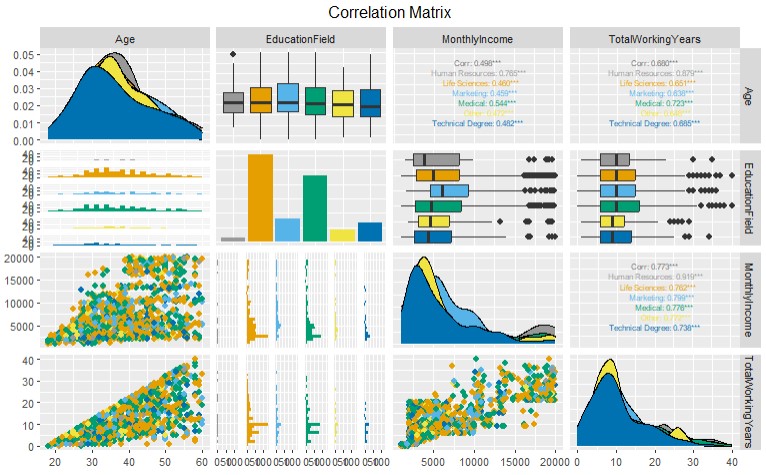 Correlation Matrix
Age EducationField MonthlyIncome TotalWorkingYears
0.05
0.04
0.03
0.02
0.01
0.00
Corr: 0.498***
Human Resources: 0.765***
Life Sciences: 0.460***
Marketing: 0.459***
Medical: 0.544***
Technical Degree: 0.482***
Corr: 0.680***
Human Resources: 0.879***
Life Sciences: 0.651***
Marketing: 0.638***
Medical: 0.723***
Technical Degree: 0.685***
Age
EducationField
20000
15000
10000
5000
Corr: 0.773***
Human Resources: 0.919***
Life Sciences: 0.762***
Marketing: 0.799***
Medical: 0.776***
Other: 0.772***
Technical Degree: 0.738***
MonthlyIncome
40
30
20
10
0
TotalWorkingYears
20 30 40 50 60
5000 10000 15000 20000
0 10 20 30 40